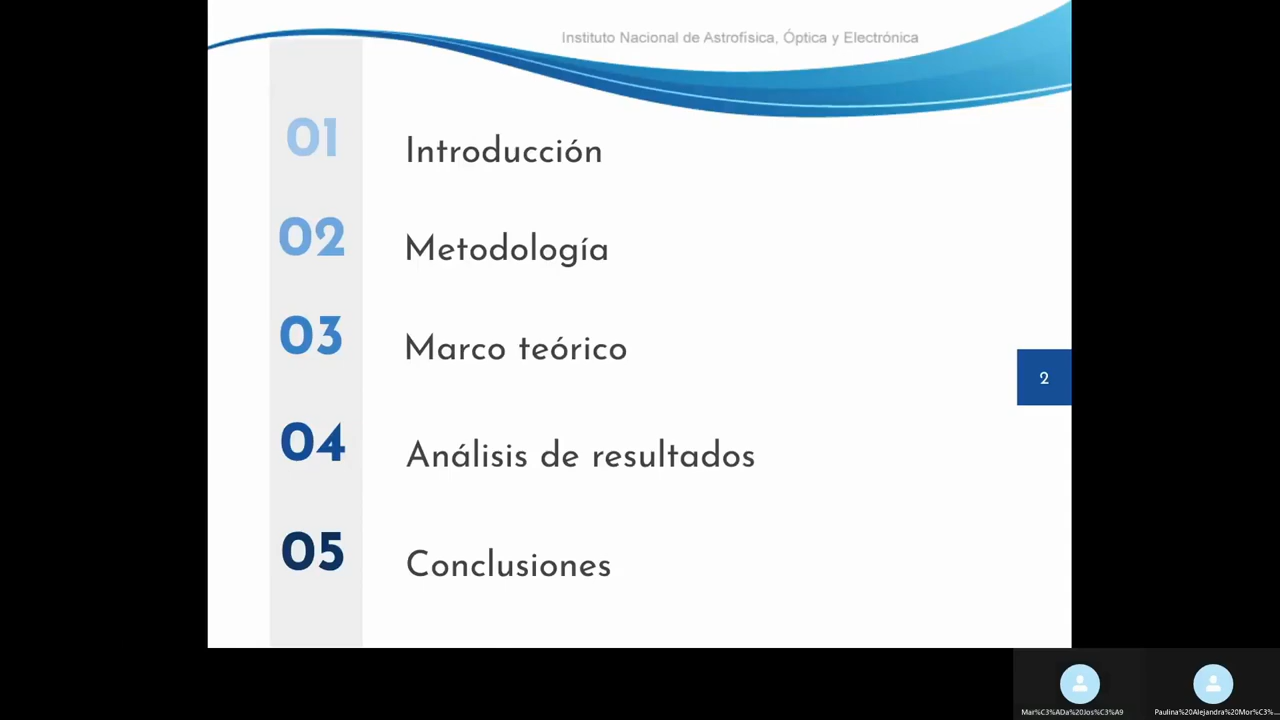 Instituto Nacional de Astrofísica, Óptica y Electrónica
01 Introducción
02 Metodología
03 Marco teórico
2
04 Análisis de resultados
05 Conclusiones
Mar%C3%ADa%20Jos%C3%A9
Paulina%20Alejandra%20Mor%C3%...